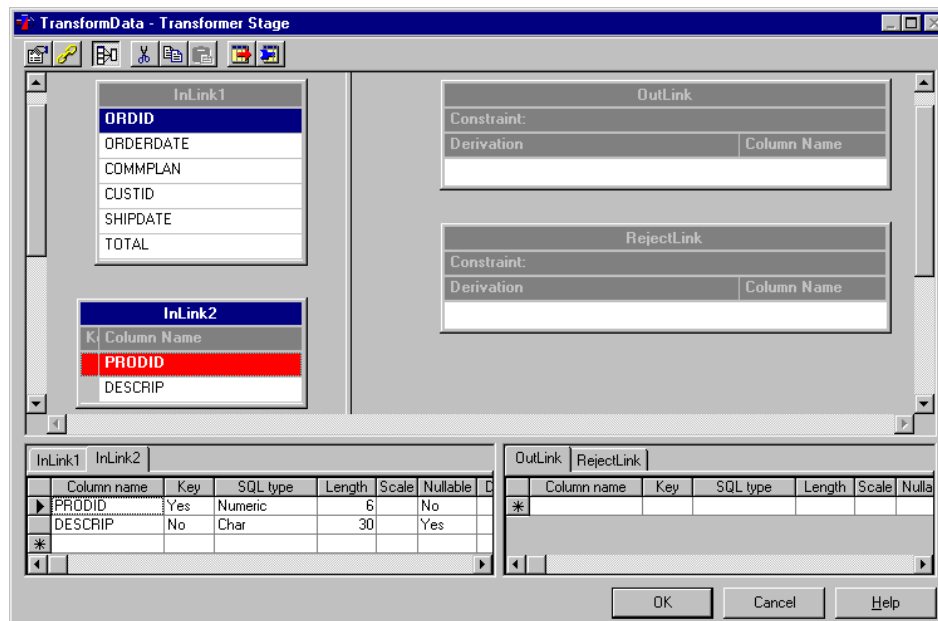 TransformData - Transformer Stage
InLink1
ORDID
ORDERDATE
COMMPLAN
CUSTID
SHIPDATE
TOTAL
InLink2
Column Name
PRODID
DESCRIP
OutLink
Constraint:
Derivation Column Name
RejectLink
Constraint:
Derivation Column Name
InLink1 InLink2
Column name Key SQL type Length Scale Nullable D
PRODID Yes Numeric 6 No
DESCRIP No Char 30 Yes
OutLink RejectLink
Column name Key SQL type Length Scale Nulla
OK Cancel Help